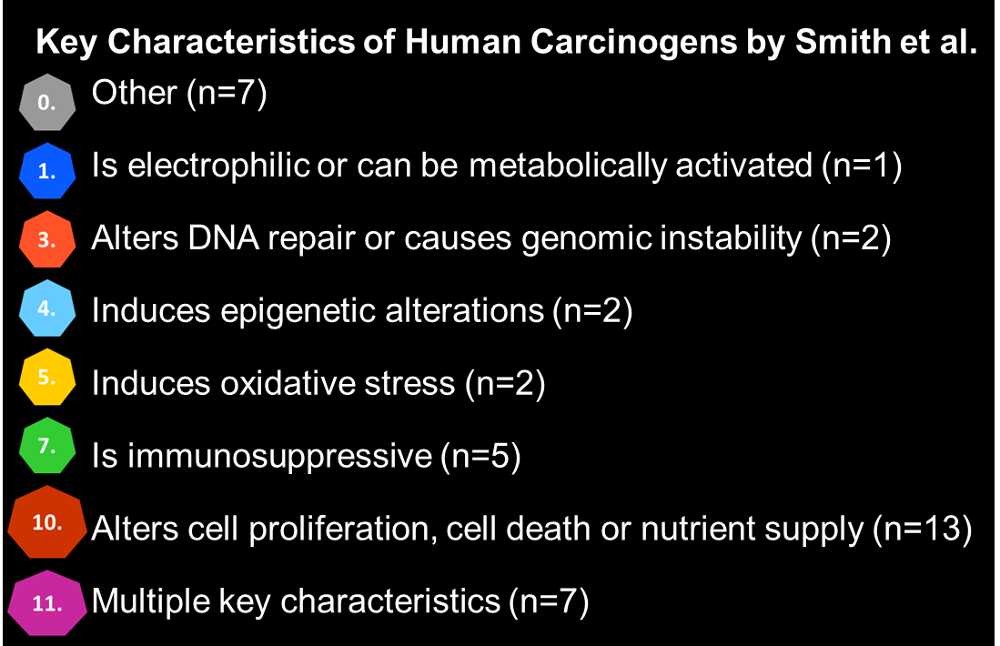 Key Characteristics of Human Carcinogens by Smith et al.
0. Other (n=7)
1. Is electrophilic or can be metabolically activated (n=1)
3. Alters DNA repair or causes genomic instability (n=2)
4. Induces epigenetic alterations (n=2)
5. Induces oxidative stress (n=2)
7. Is immunosuppressive (n=5)
10. Alters cell proliferation, cell death or nutrient supply (n=13)
11. Multiple key characteristics (n=7)